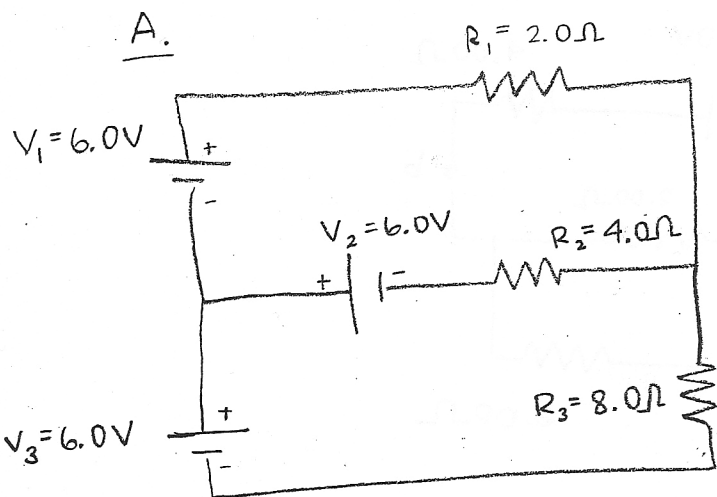 A.
R₁ = 2.0Ω
V₁ = 6.0V
+
-
V₂ = 6.0V
R₂ = 4.0Ω
+
-
R₃ = 8.0Ω
V₃ = 6.0V
+
-